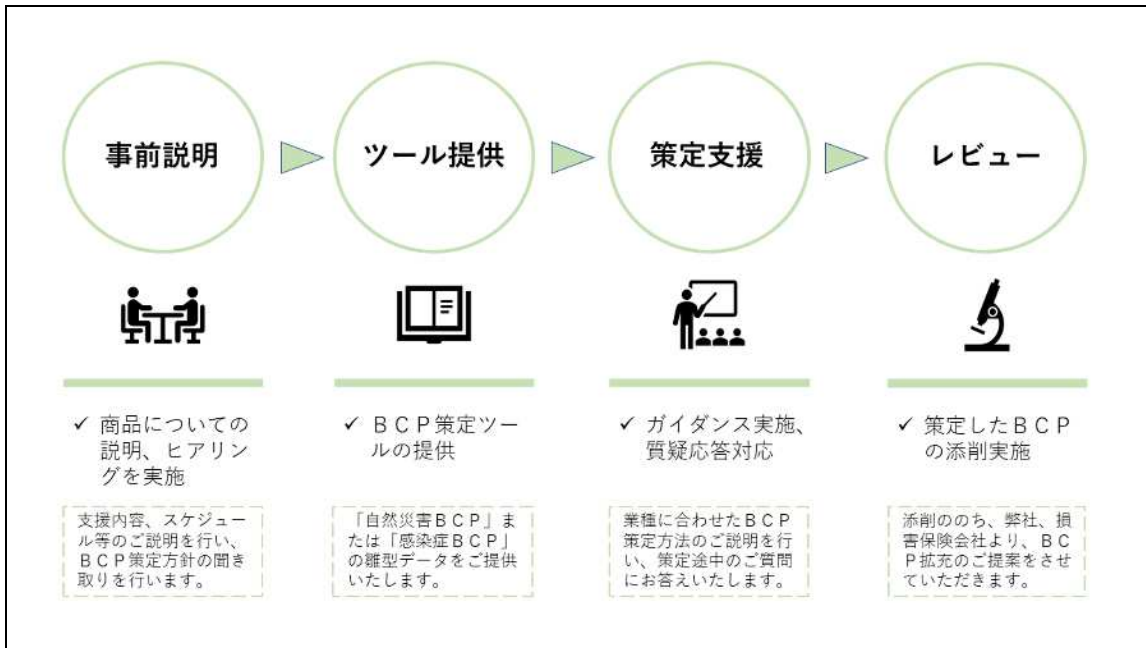 事前説明
ツール提供
策定支援
レビュー
✓ 商品についての
説明、ヒアリン
グを実施
✓ ＢＣＰ策定ツー
ルの提供
✓ ガイダンス実施、
質疑応答対応
✓ 策定したＢＣＰ
の添削実施
支援内容、スケジュー
ル等のご説明を行い、
ＢＣＰ策定方針の聞き
取りを行います。
「自然災害ＢＣＰ」ま
たは「感染症ＢＣＰ」
の雛型データをご提供
いたします。
業種に合わせたＢＣＰ
策定方法のご説明を行
い、策定途中のご質問
にお答えいたします。
添削ののち、弊社、損
害保険会社より、ＢＣ
Ｐ拡充のご提案をさせ
ていただきます。